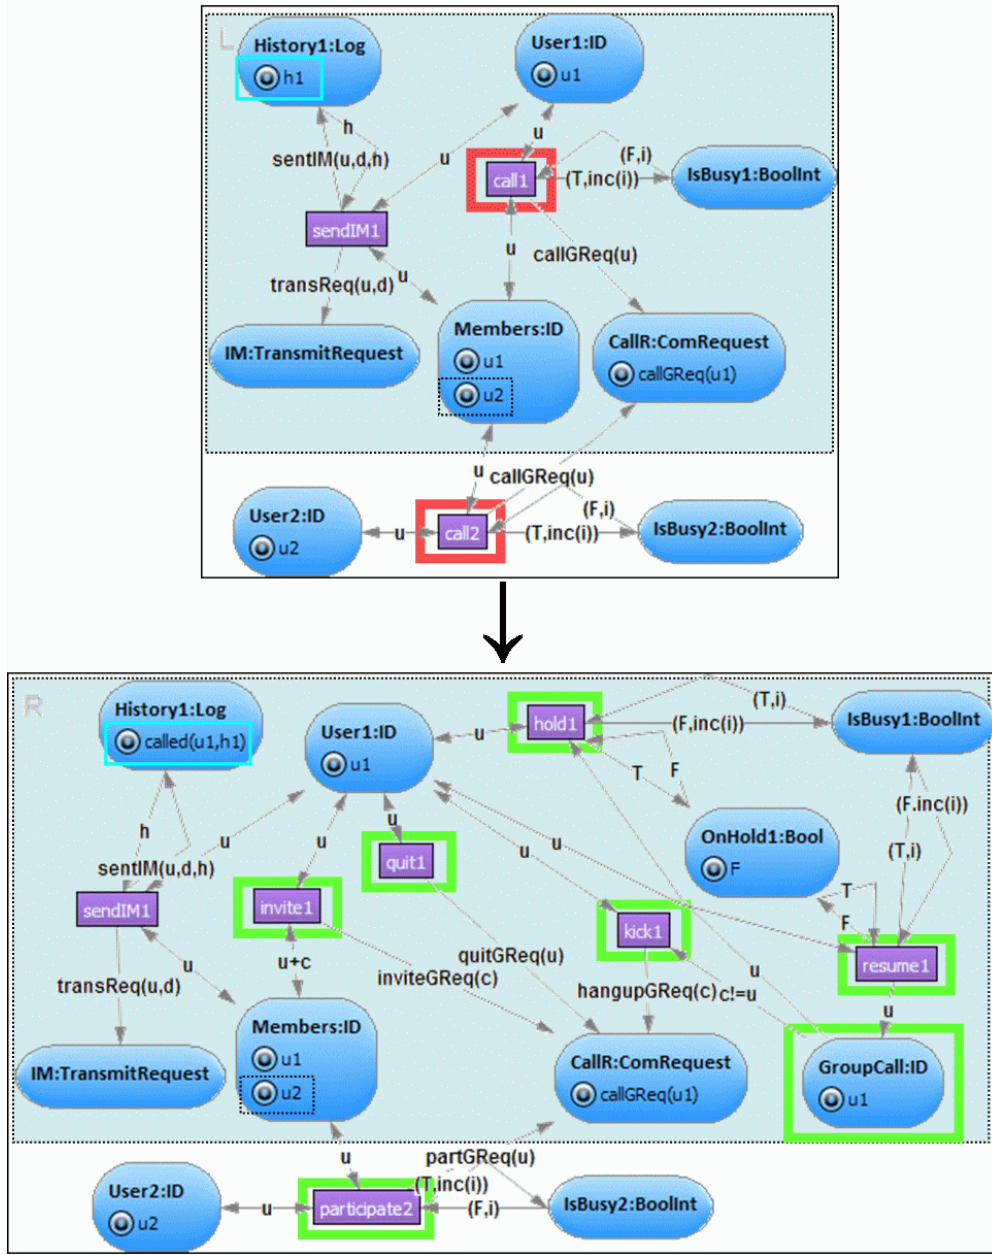 L
History1:Log
h1
User1:ID
u1
h
sentIM(u,d,h)
u
u
(F,i)
call1
(T,inc(i))
IsBusy1:BoolInt
sendIM1
u
callGReq(u)
transReq(u,d)
u
Members:ID
u1
u2
IM:TransmitRequest
CallR:ComRequest
callGReq(u1)
u
callGReq(u)
User2:ID
u2
u
call2
(F,i)
(T,inc(i))
IsBusy2:BoolInt
R
History1:Log
called(u1,h1)
User1:ID
u1
u
hold1
(T,i)
(F,inc(i))
IsBusy1:BoolInt
T
F
h
sentIM(u,d,h)
u
u
u
quit1
u
u
OnHold1:Bool
F
(F.inc(i))
(T,i)
T
F
sendIM1
invite1
kick1
resume1
transReq(u,d)
u
u+c
quitGReq(u)
inviteGReq(c)
hangupGReq(c)
c!=u
u
u
IM:TransmitRequest
Members:ID
u1
u2
CallR:ComRequest
callGReq(u1)
GroupCall:ID
u1
u
partGReq(u)
(T,inc(i))
User2:ID
u2
u
participate2
(F,i)
IsBusy2:BoolInt